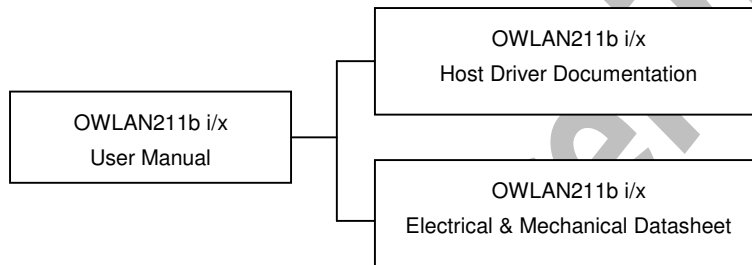 OWLAN211b i/x
Host Driver Documentation
OWLAN211b i/x
User Manual
OWLAN211b i/x
Electrical & Mechanical Datasheet